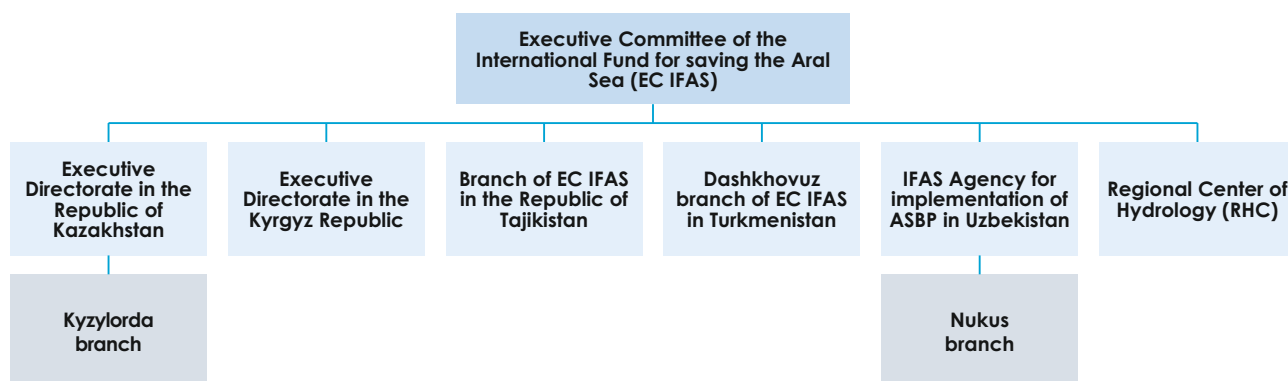 Executive Committee of the
International Fund for saving the Aral
Sea (EC IFAS)
Executive
Directorate in the
Republic of
Kazakhstan
Executive
Directorate in the
Kyrgyz Republic
Branch of EC IFAS
in the Republic of
Tajikistan
Dashkhovuz
branch of EC IFAS
in Turkmenistan
IFAS Agency for
implementation of
ASBP in Uzbekistan
Regional Center of
Hydrology (RHC)
Kyzylorda
branch
Nukus
branch